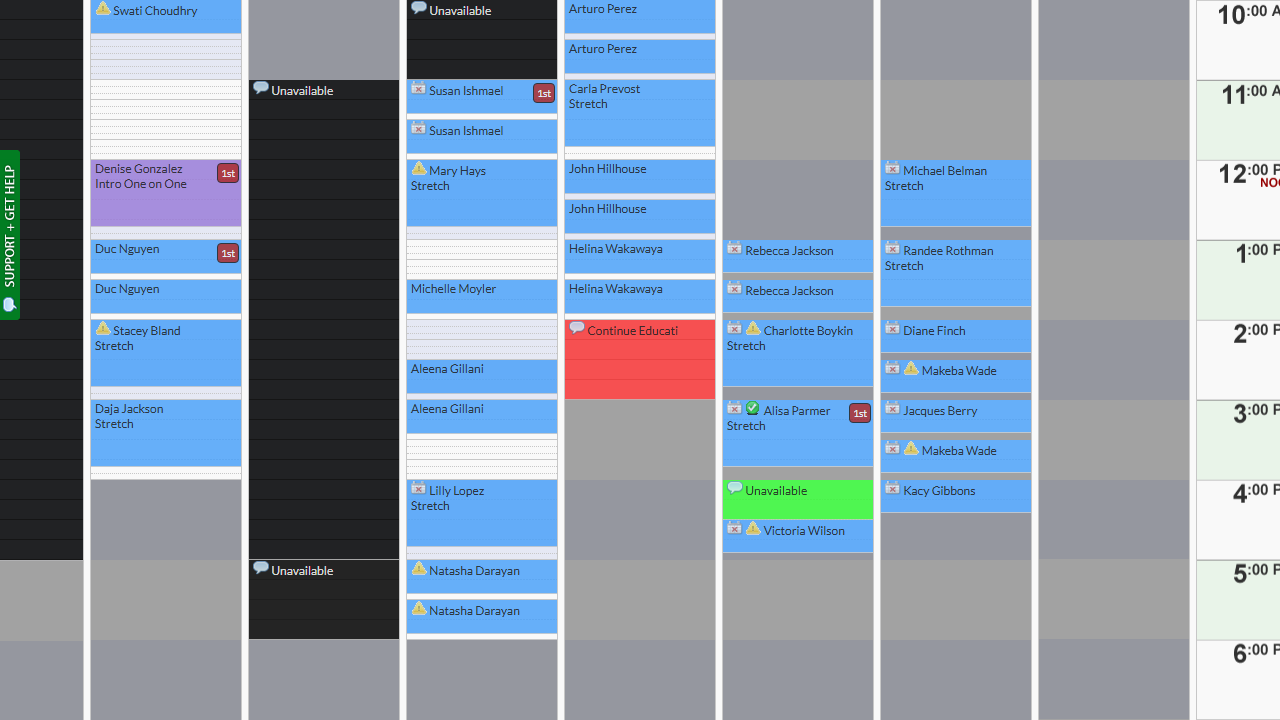 SUPPORT + GET HELP
Swati Choudhry
Denise Gonzalez
Intro One on One
1st
Duc Nguyen
1st
Duc Nguyen
Stacey Bland
Stretch
Daja Jackson
Stretch
Unavailable
Unavailable
Unavailable
Susan Ishmael
1st
Susan Ishmael
Mary Hays
Stretch
Michelle Moyler
Aleena Gillani
Aleena Gillani
Lilly Lopez
Stretch
Natasha Darayan
Natasha Darayan
Arturo Perez
Arturo Perez
Carla Prevost
Stretch
John Hillhouse
John Hillhouse
Helina Wakawaya
Helina Wakawaya
Continue Educati
Rebecca Jackson
Rebecca Jackson
Charlotte Boykin
Stretch
Alisa Parmer
1st
Stretch
Unavailable
Victoria Wilson
Michael Belman
Stretch
Randee Rothman
Stretch
Diane Finch
Makeba Wade
Jacques Berry
Makeba Wade
Kacy Gibbons
10:00 A
11:00 A
12:00 P
NOO
1:00 P
2:00 P
3:00 P
4:00 P
5:00 P
6:00 P